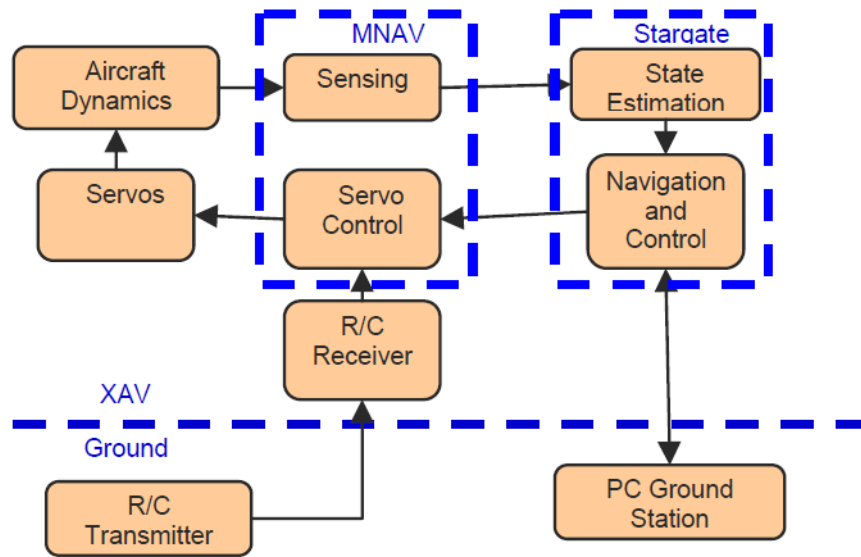 MNAV
Stargate
Aircraft
Dynamics
Sensing
State
Estimation
Servos
Servo
Control
Navigation
and
Control
R/C
Receiver
XAV
Ground
R/C
Transmitter
PC Ground
Station